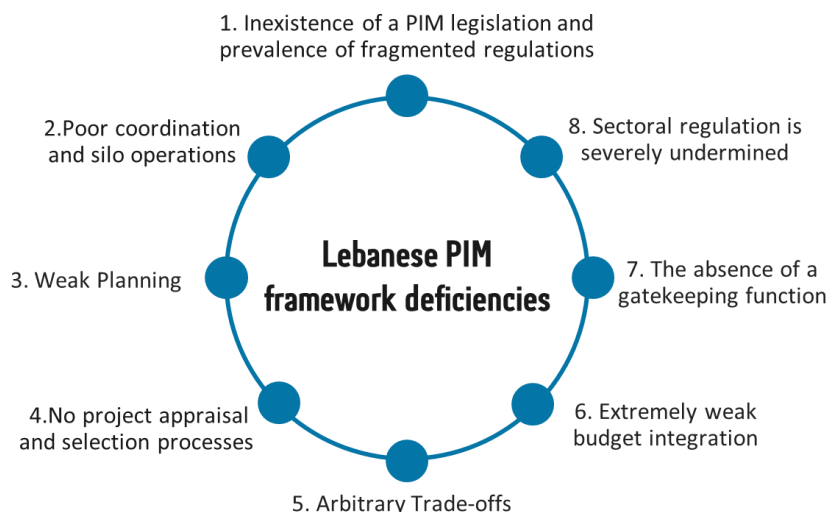 1. Inexistence of a PIM legislation and
prevalence of fragmented regulations
2.Poor coordination
and silo operations
3. Weak Planning
4.No project appraisal
and selection processes
5. Arbitrary Trade-offs
6. Extremely weak
budget integration
7. The absence of a
gatekeeping function
8. Sectoral regulation is
severely undermined
Lebanese PIM
framework deficiencies